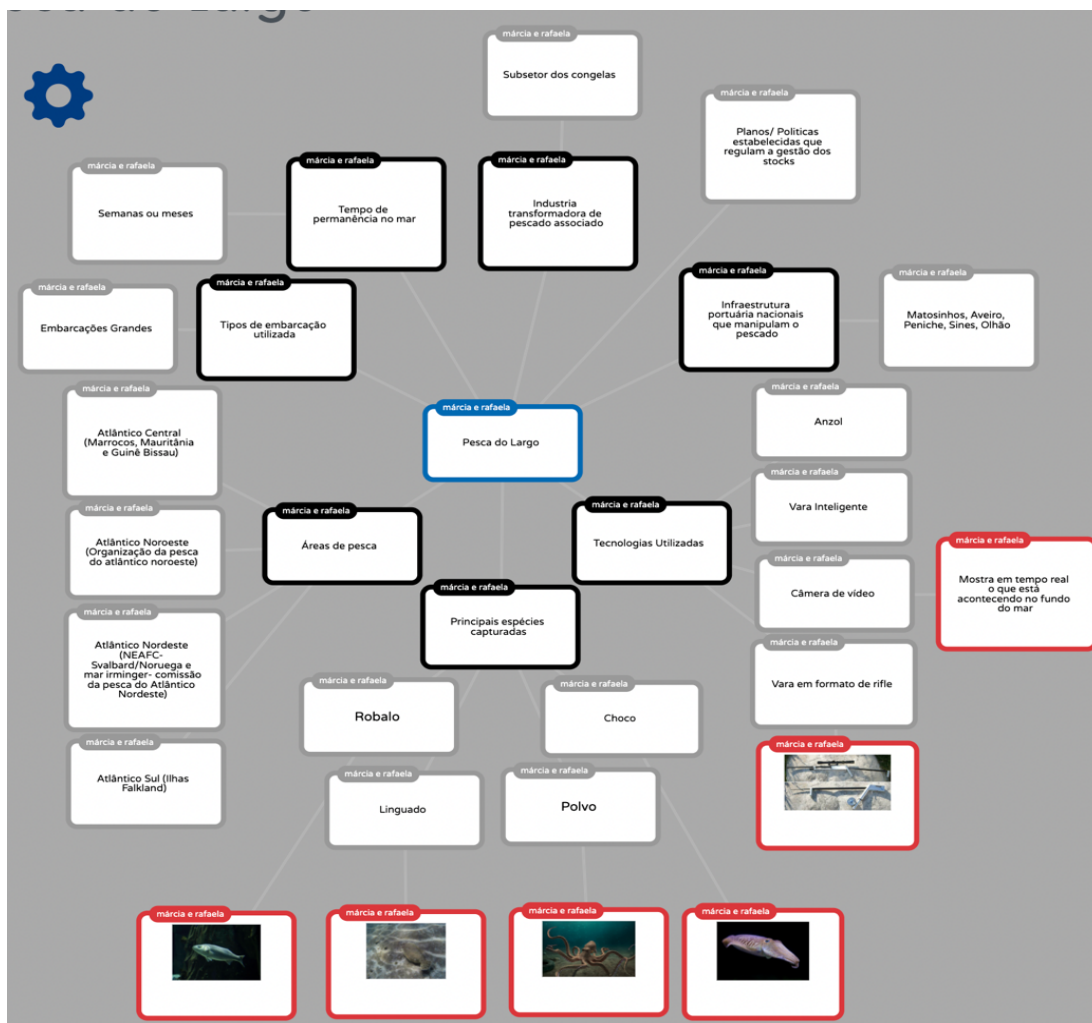 márcia e rafaela
Subsetor dos congelas
márcia e rafaela
Planos/ Politicas
estabelecidas que
regulam a gestão dos
stocks
márcia e rafaela
Semanas ou meses
márcia e rafaela
Tempo de
permanência no mar
márcia e rafaela
Industria
transformadora de
pescado associado
márcia e rafaela
Embarcações Grandes
márcia e rafaela
Tipos de embarcação
utilizada
márcia e rafaela
Infraestrutura
portuária nacionais
que manipulam o
pescado
márcia e rafaela
Matosinhos, Aveiro,
Peniche, Sines, Olhão
márcia e rafaela
Atlântico Central
(Marrocos, Mauritânia
e Guinê Bissau)
márcia e rafaela
Pesca do Largo
márcia e rafaela
Anzol
márcia e rafaela
Vara Inteligente
márcia e rafaela
Atlântico Noroeste
(Organização da pesca
do atlântico noroeste)
márcia e rafaela
Áreas de pesca
márcia e rafaela
Tecnologias Utilizadas
márcia e rafaela
Câmera de vídeo
márcia e rafaela
Mostra em tempo real
o que está
acontecendo no fundo
do mar
márcia e rafaela
Principais espécies
capturadas
márcia e rafaela
Atlântico Nordeste
(NEAFC-
Svalbard/Noruega e
mar irminger- comissão
da pesca do Atlântico
Nordeste)
márcia e rafaela
Vara em formato de rifle
márcia e rafaela
Robalo
márcia e rafaela
Choco
márcia e rafaela
Atlântico Sul (Ilhas
Falkland)
márcia e rafaela
Linguado
márcia e rafaela
Polvo
márcia e rafaela
márcia e rafaela
márcia e rafaela
márcia e rafaela
márcia e rafaela